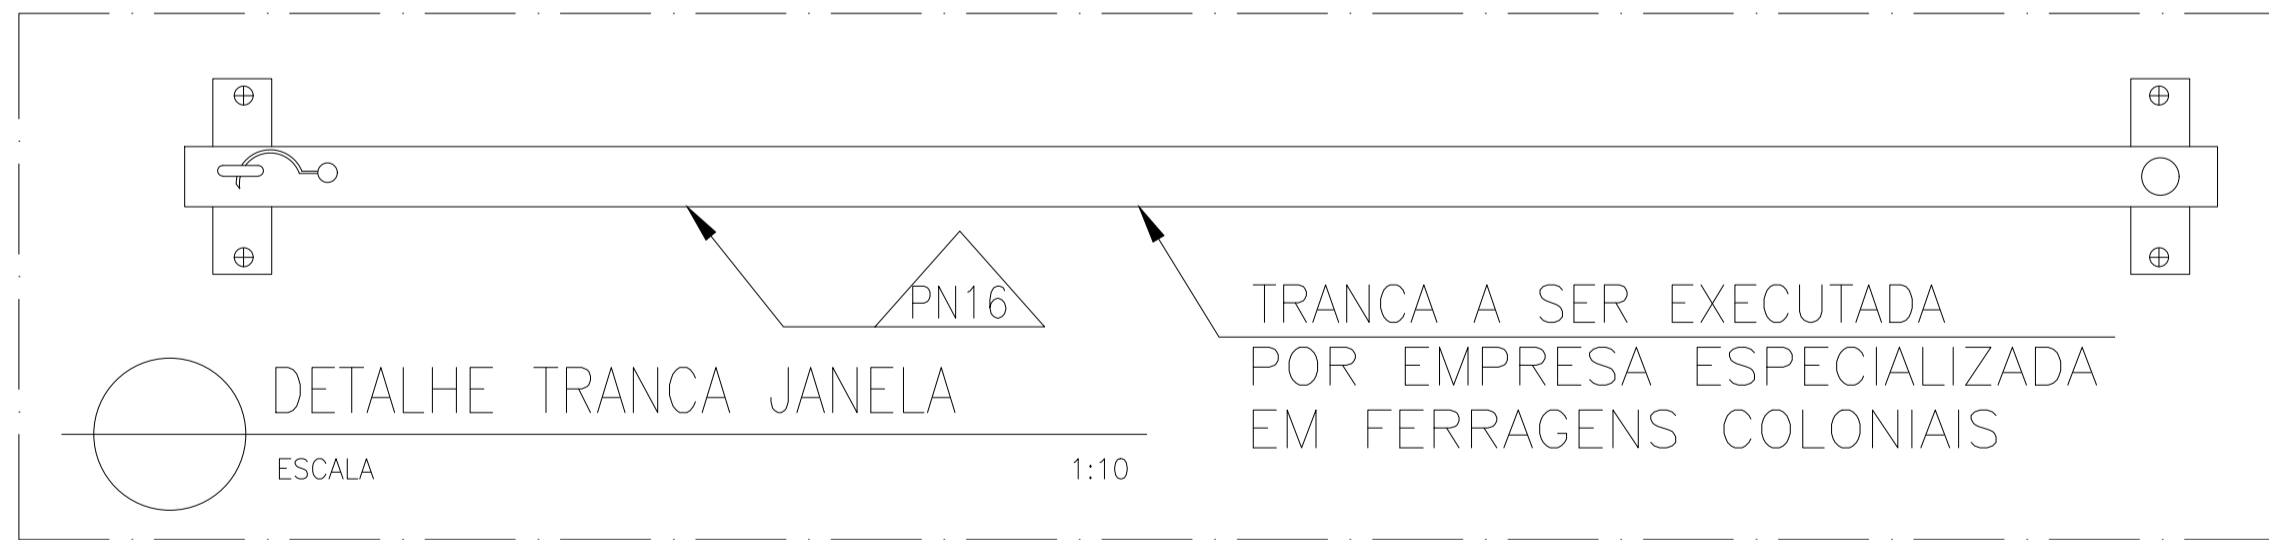 PN16
TRANCA A SER EXECUTADA
POR EMPRESA ESPECIALIZADA
EM FERRAGENS COLONIAIS
DETALHE TRANCA JANELA
ESCALA 1:10